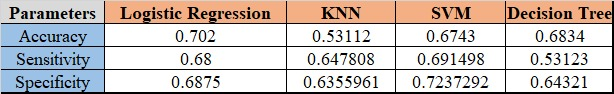 Parameters Logistic Regression KNN SVM Decision Tree
Accuracy 0.702 0.53112 0.6743 0.6834
Sensitivity 0.68 0.647808 0.691498 0.53123
Specificity 0.6875 0.6355961 0.7237292 0.64321